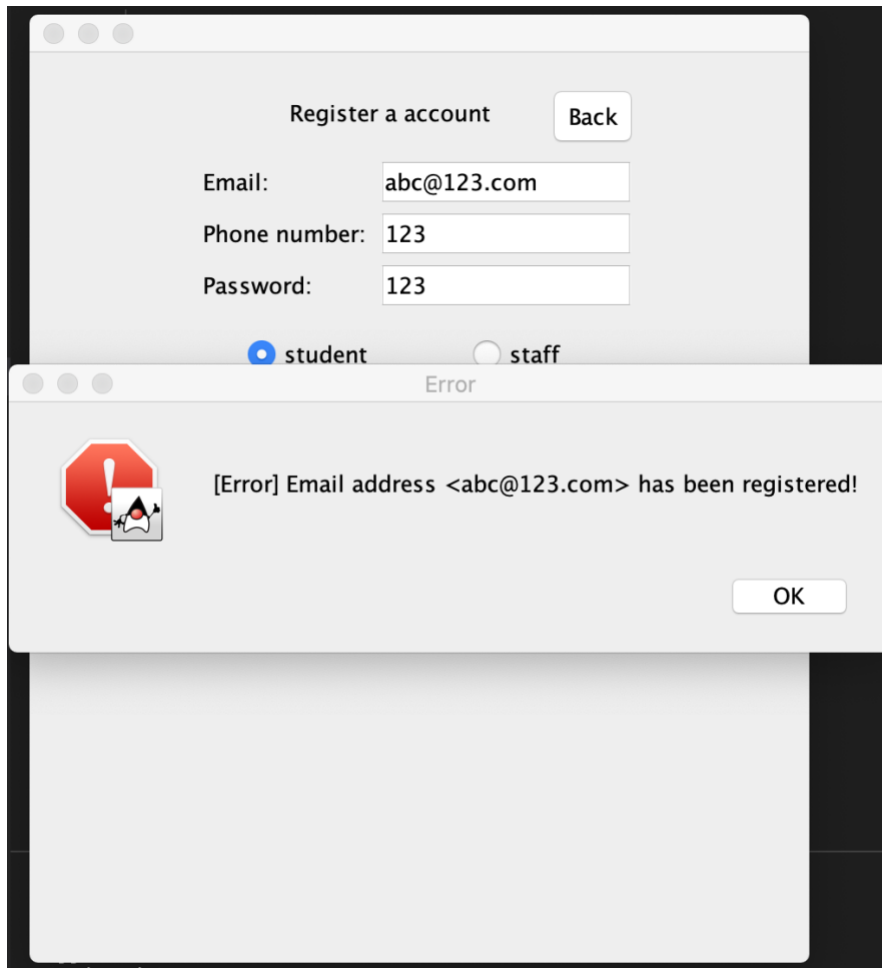 Register a account
Back
Email:
abc@123.com
Phone number:
123
Password:
123
student
staff
Error
[Error] Email address <abc@123.com> has been registered!
OK